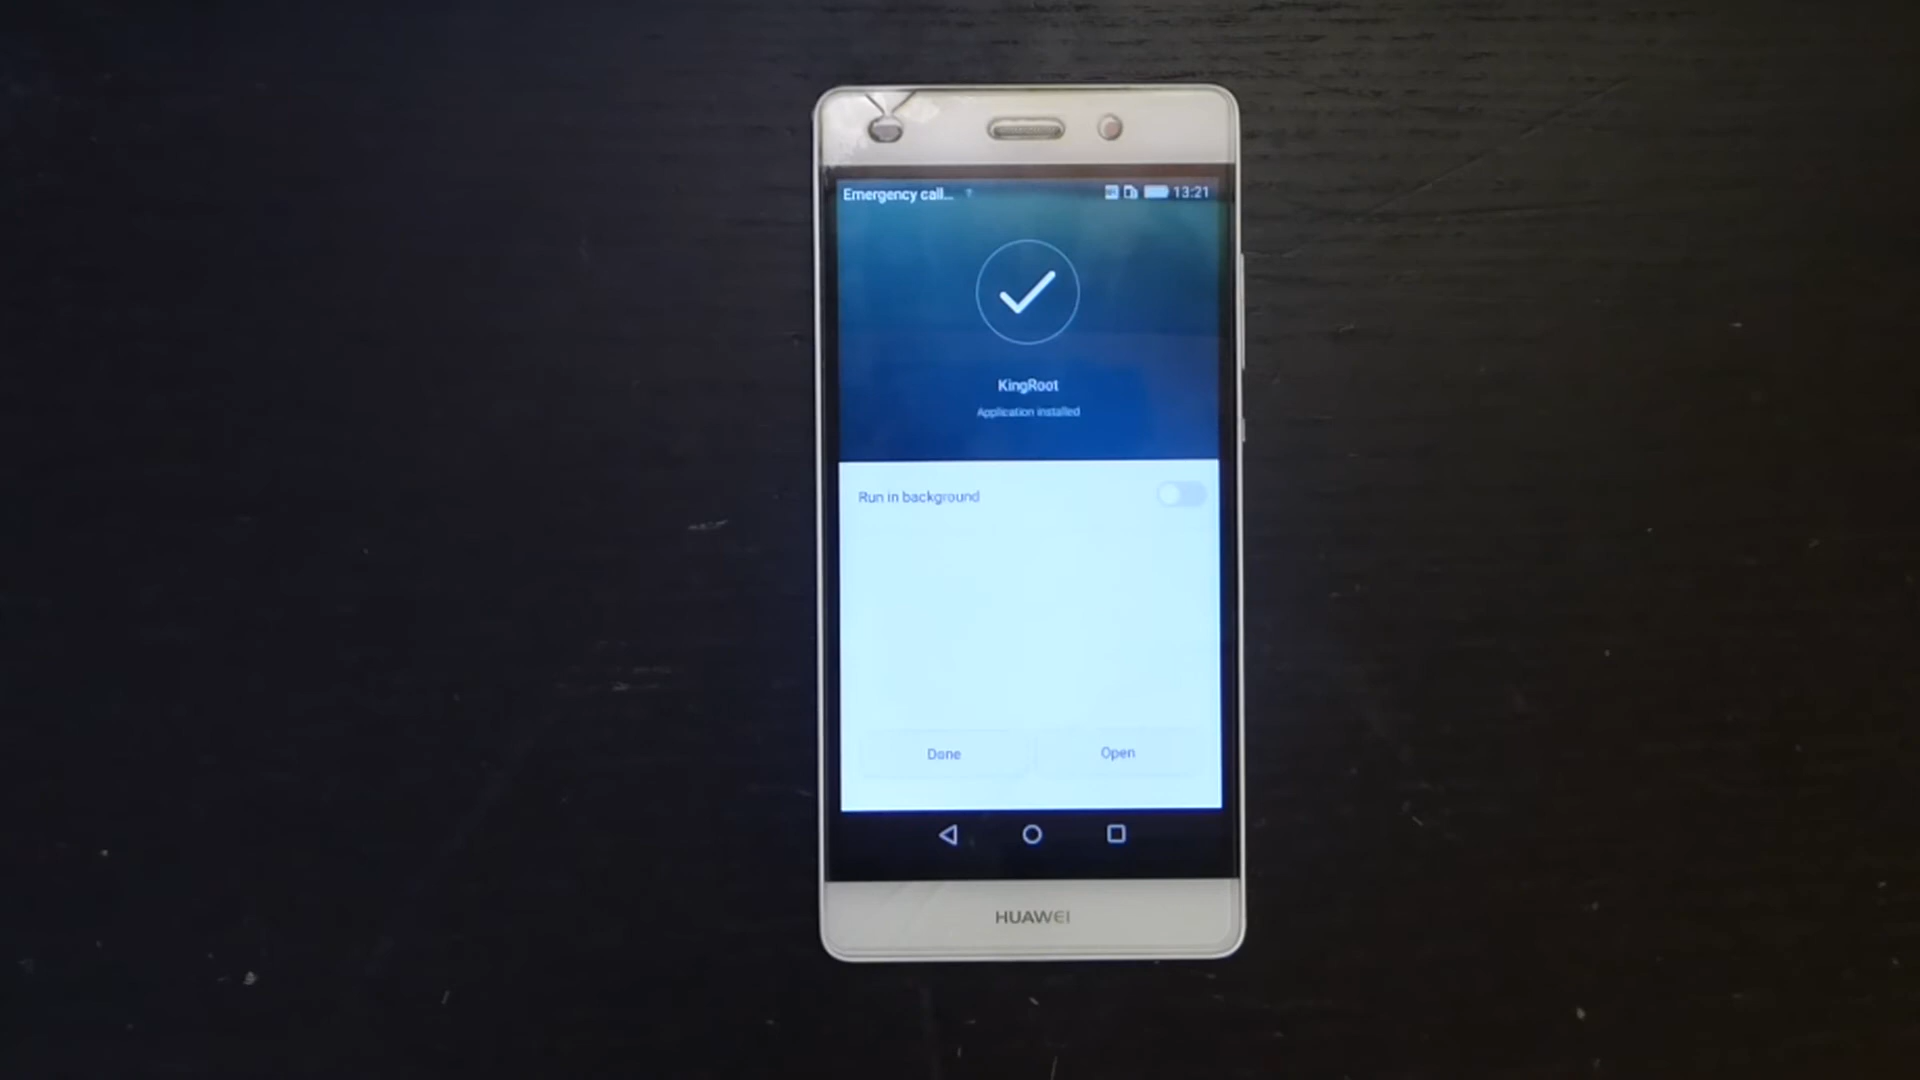 Emergency call... 13:21
KingRoot
Application installed
Run in background
Done Open
HUAWEI